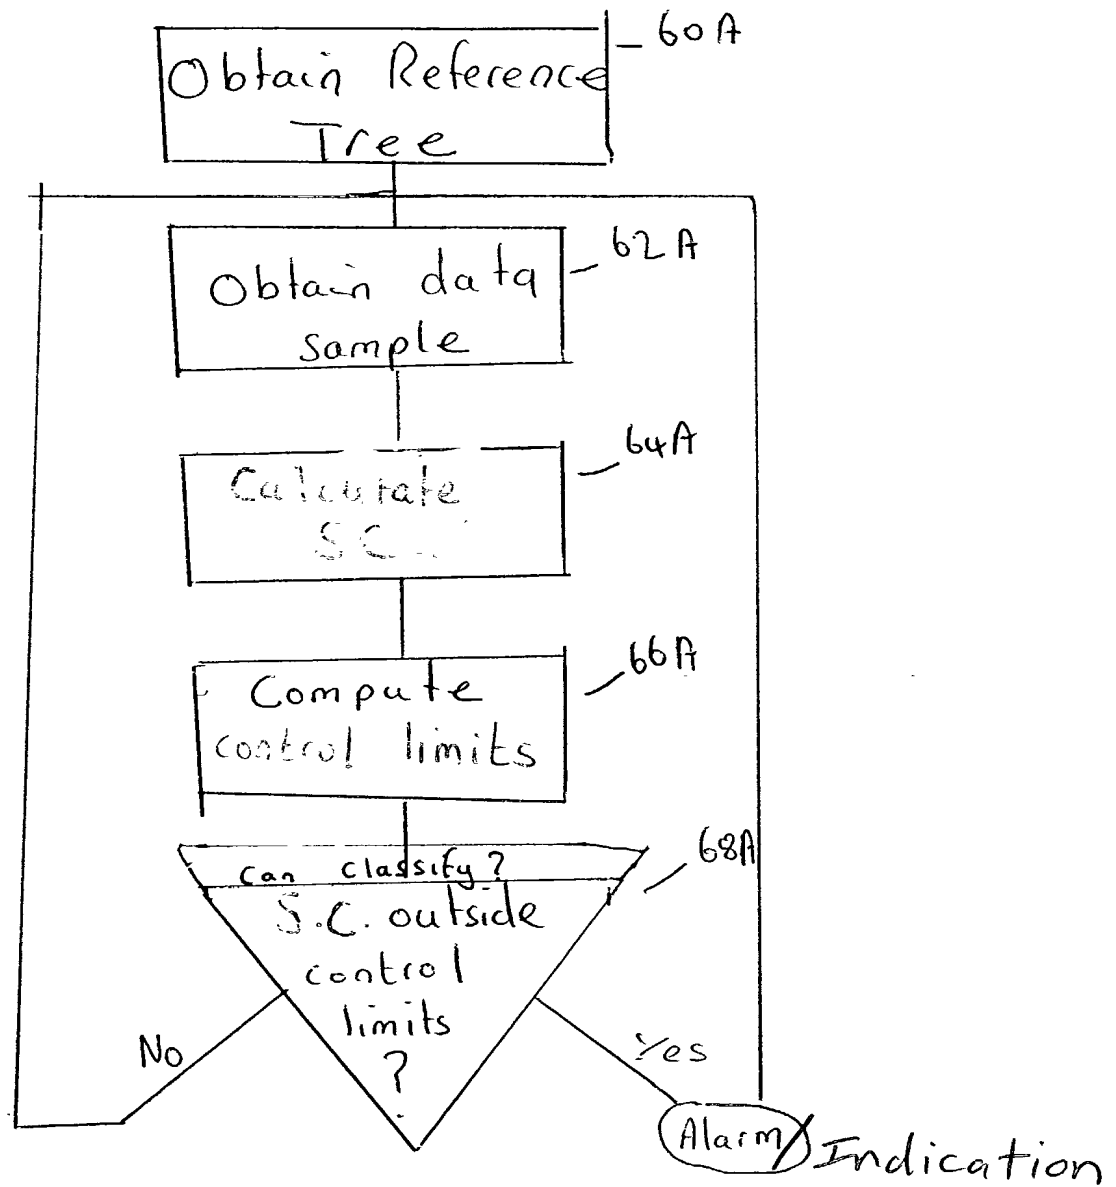 60A
Obtain Reference
Tree
62A
Obtain data
sample
64A
Calculate
S.C.
66A
Compute
control limits
68A
can classify?
S.C. outside
control
limits
?
No
Yes
Alarm/Indication